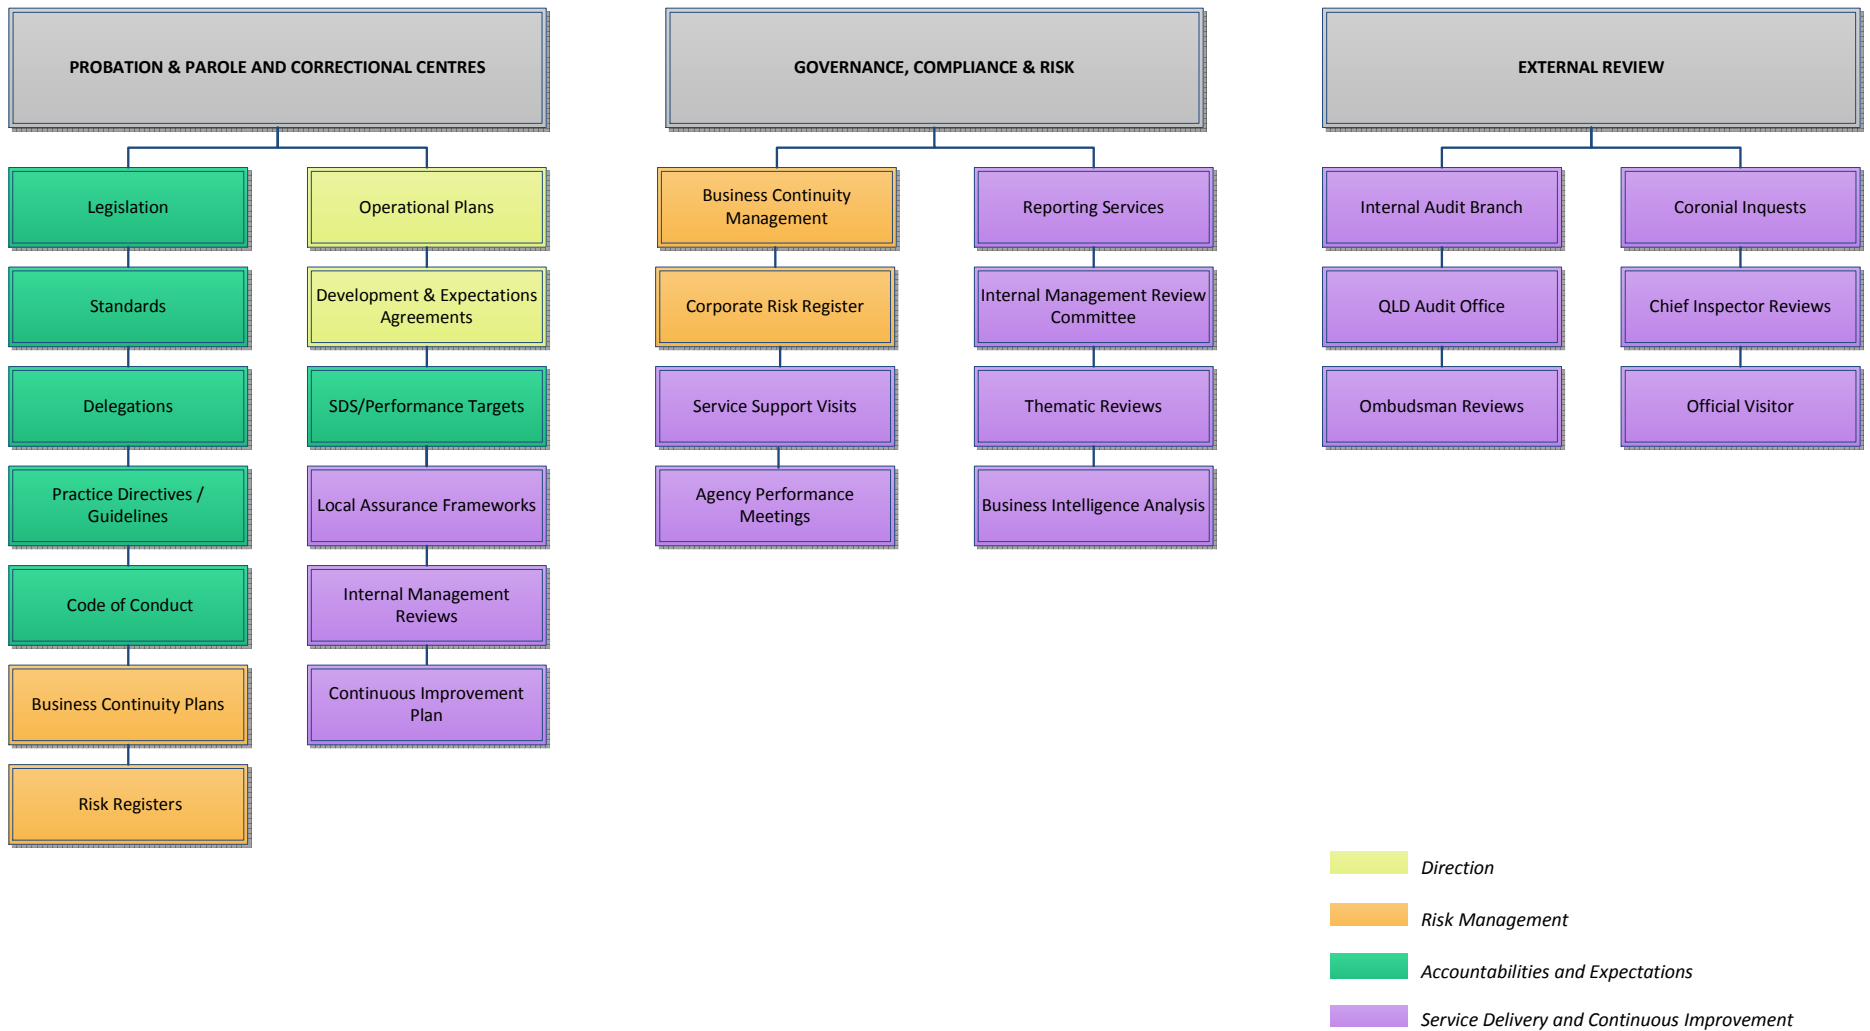 PROBATION & PAROLE AND CORRECTIONAL CENTRES
Legislation
Standards
Delegations
Practice Directives /
Guidelines
Code of Conduct
Business Continuity Plans
Risk Registers
Operational Plans
Development & Expectations
Agreements
SDS/Performance Targets
Local Assurance Frameworks
Internal Management
Reviews
Continuous Improvement
Plan
GOVERNANCE, COMPLIANCE & RISK
Business Continuity
Management
Corporate Risk Register
Service Support Visits
Agency Performance
Meetings
Reporting Services
Internal Management Review
Committee
Thematic Reviews
Business Intelligence Analysis
EXTERNAL REVIEW
Internal Audit Branch
QLD Audit Office
Ombudsman Reviews
Coronial Inquests
Chief Inspector Reviews
Official Visitor
Direction
Risk Management
Accountabilities and Expectations
Service Delivery and Continuous Improvement